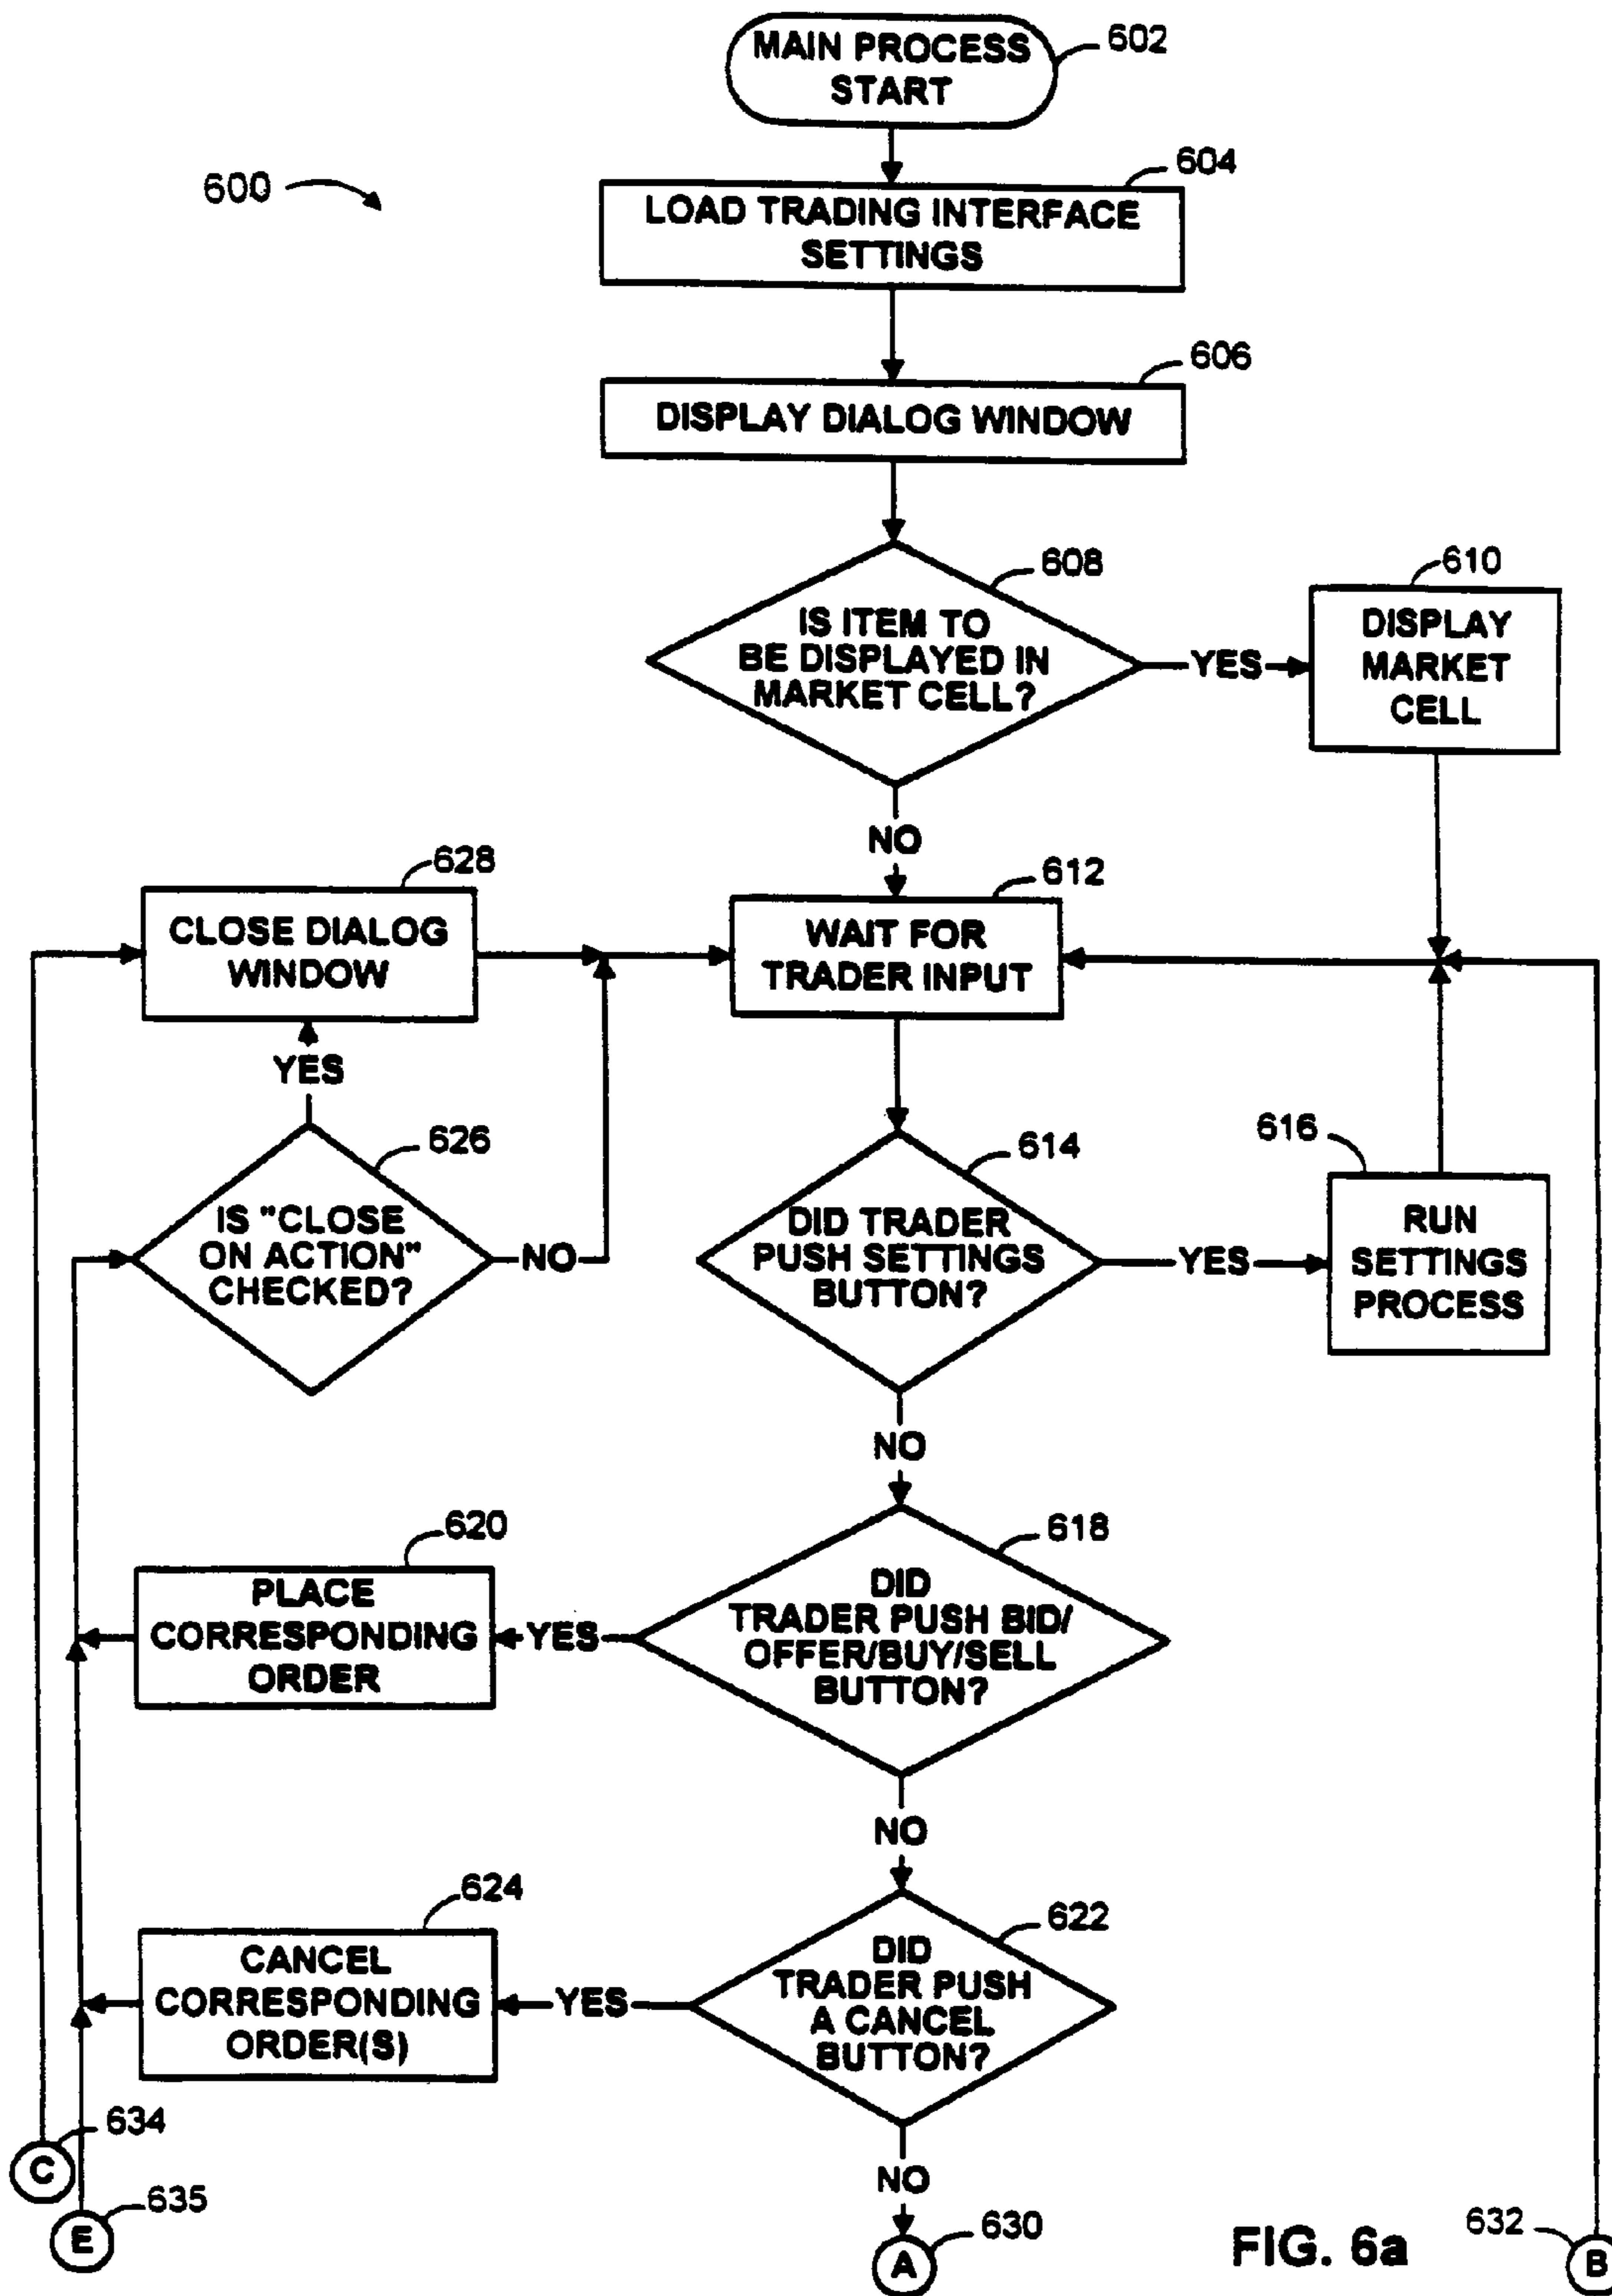 MAIN PROCESS
START
602
600
604
LOAD TRADING INTERFACE
SETTINGS
606
DISPLAY DIALOG WINDOW
608
IS ITEM TO
BE DISPLAYED IN
MARKET CELL?
YES
610
DISPLAY
MARKET
CELL
NO
628
CLOSE DIALOG
WINDOW
612
WAIT FOR
TRADER INPUT
YES
626
IS "CLOSE
ON ACTION"
CHECKED?
NO
614
DID TRADER
PUSH SETTINGS
BUTTON?
YES
616
RUN
SETTINGS
PROCESS
NO
620
PLACE
CORRESPONDING
ORDER
YES
618
DID
TRADER PUSH BID/
OFFER/BUY/SELL
BUTTON?
NO
624
CANCEL
CORRESPONDING
ORDER(S)
YES
622
DID
TRADER PUSH
A CANCEL
BUTTON?
NO
634
C
635
E
630
A
FIG. 6a
632
B